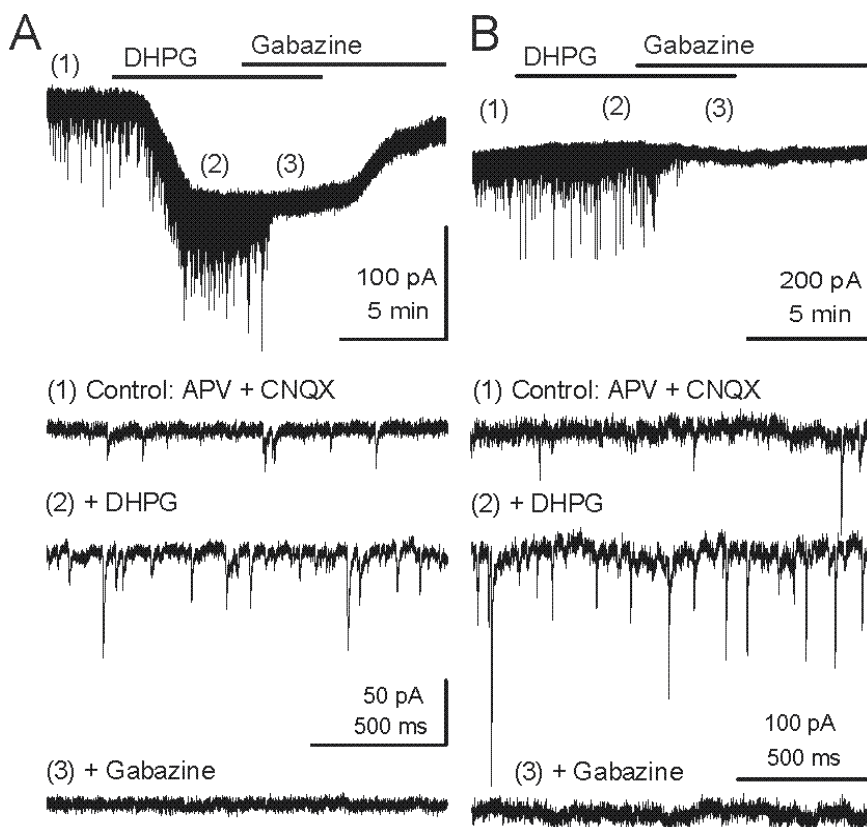 A
DHPG
Gabazine
(1)
(2)
(3)
100 pA
5 min
(1) Control: APV + CNQX
(2) + DHPG
50 pA
500 ms
(3) + Gabazine
B
DHPG
Gabazine
(1)
(2)
(3)
200 pA
5 min
(1) Control: APV + CNQX
(2) + DHPG
100 pA
500 ms
(3) + Gabazine